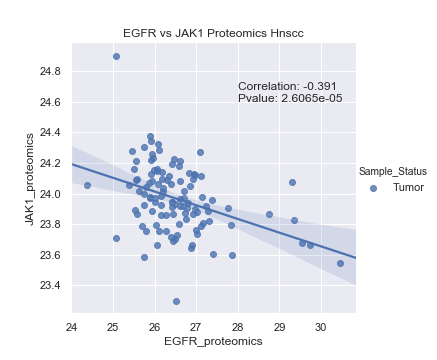 EGFR vs JAK1 Proteomics Hnscc
24.8
24.6
24.4
24.2
24.0
23.8
23.6
23.4
JAK1_proteomics
Correlation: -0.391
Pvalue: 2.6065e-05
Sample_Status
Tumor
24 25 26 27 28 29 30
EGFR_proteomics